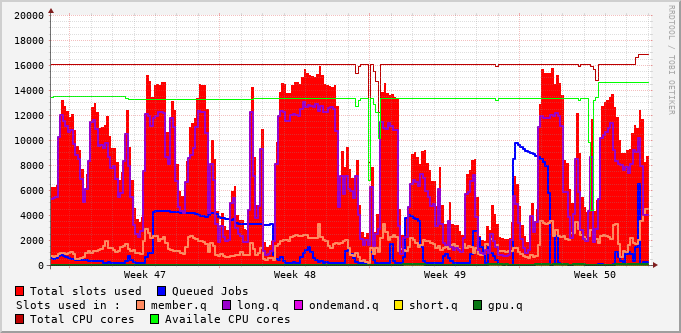 20000
18000
16000
14000
12000
10000
8000
6000
4000
2000
0
Week 47 Week 48 Week 49 Week 50
RRDTOOL / TOBI OETIKER
Total slots used Queued Jobs
Slots used in : member.q long.q ondemand.q short.q gpu.q
Total CPU cores Availale CPU cores